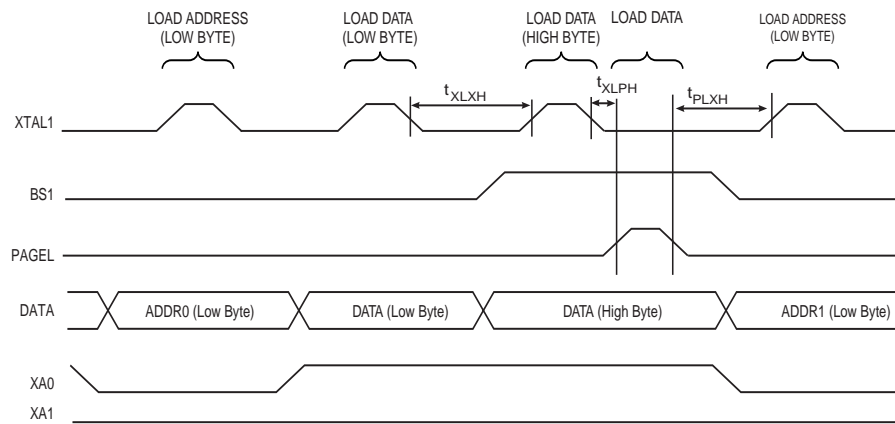 LOAD ADDRESS
(LOW BYTE)
LOAD DATA
(LOW BYTE)
LOAD DATA
(HIGH BYTE)
LOAD DATA
LOAD ADDRESS
(LOW BYTE)
tXLXH
tXLPH
tPLXH
XTAL1
BS1
PAGEL
DATA
ADDR0 (Low Byte)
DATA (Low Byte)
DATA (High Byte)
ADDR1 (Low Byte)
XA0
XA1